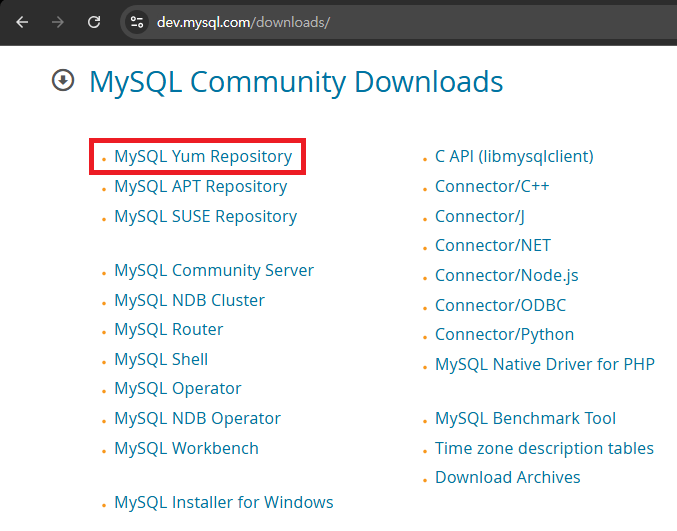 dev.mysql.com/downloads/
MySQL Community Downloads
MySQL Yum Repository
MySQL APT Repository
MySQL SUSE Repository
MySQL Community Server
MySQL NDB Cluster
MySQL Router
MySQL Shell
MySQL Operator
MySQL NDB Operator
MySQL Workbench
MySQL Installer for Windows
C API (libmysqlclient)
Connector/C++
Connector/J
Connector/NET
Connector/Node.js
Connector/ODBC
Connector/Python
MySQL Native Driver for PHP
MySQL Benchmark Tool
Time zone description tables
Download Archives